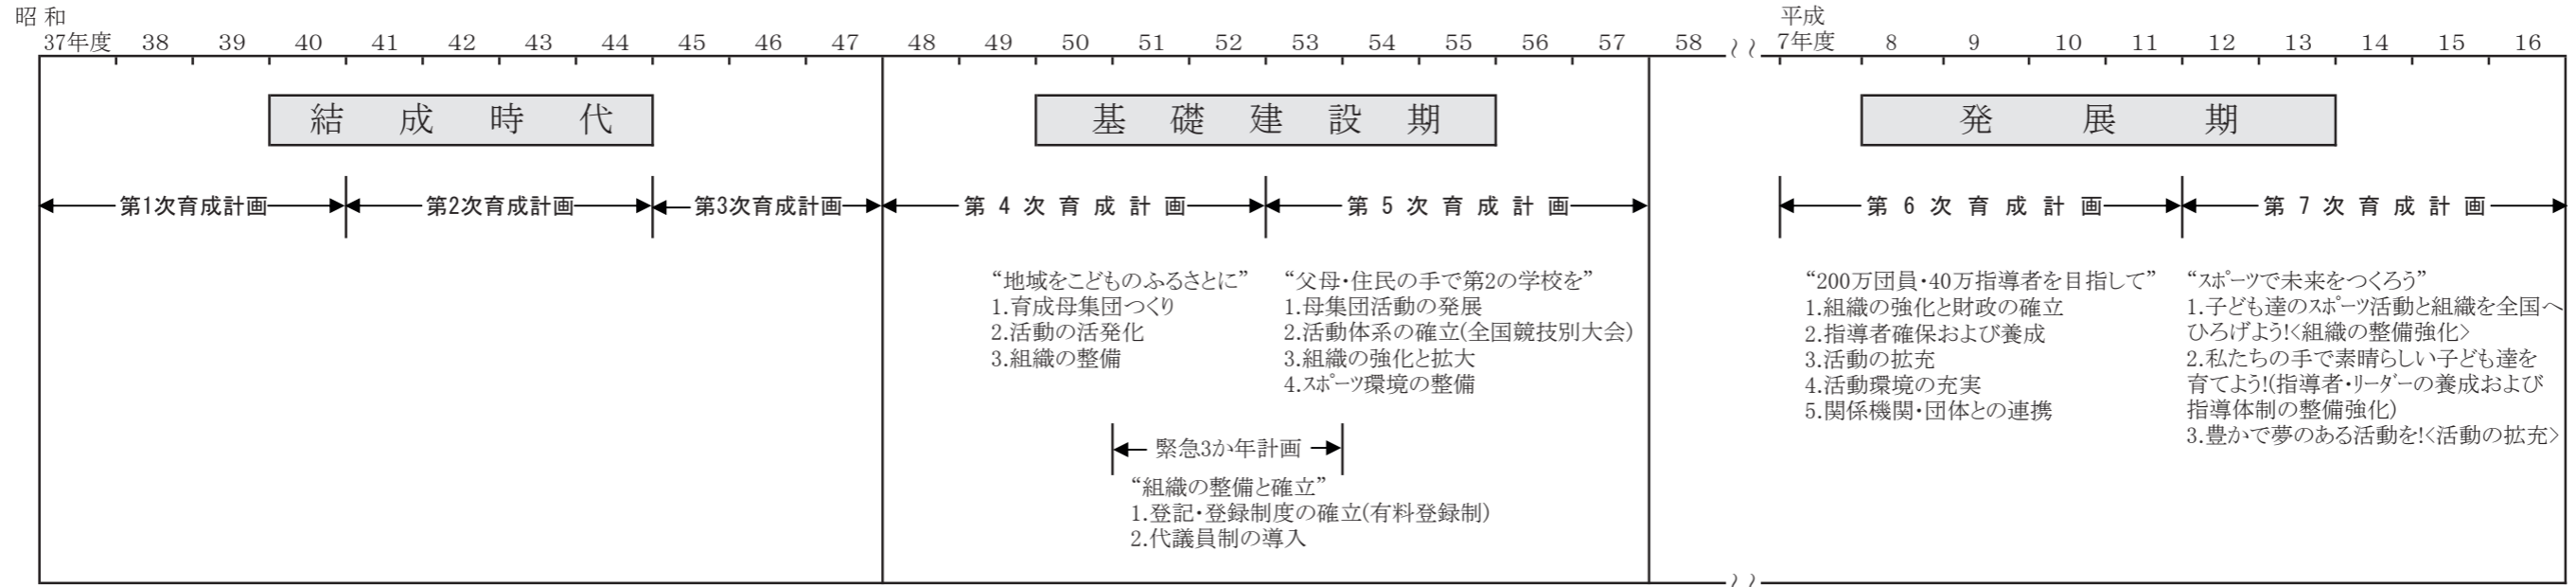 昭和
37年度 38 39 40 41 42 43 44 45 46 47 48 49 50 51 52 53 54 55 56 57 58 〜〜 平成
7年度 8 9 10 11 12 13 14 15 16
結成時代
基礎建設期
発展期
第1次育成計画
第2次育成計画
第3次育成計画
第4次育成計画
第5次育成計画
第6次育成計画
第7次育成計画
“地域をこどものふるさとに”
1.育成母集団つくり
2.活動の活発化
3.組織の整備
“父母・住民の手で第2の学校を”
1.母集団活動の発展
2.活動体系の確立(全国競技別大会)
3.組織の強化と拡大
4.スポーツ環境の整備
緊急3か年計画
“組織の整備と確立”
1.登記・登録制度の確立(有料登録制)
2.代議員制の導入
“200万団員・40万指導者を目指して”
1.組織の強化と財政の確立
2.指導者確保および養成
3.活動の拡充
4.活動環境の充実
5.関係機関・団体との連携
“スポーツで未来をつくろう”
1.子ども達のスポーツ活動と組織を全国へ
ひろげよう!<組織の整備強化>
2.私たちの手で素晴らしい子ども達を
育てよう!(指導者・リーダーの養成および
指導体制の整備強化)
3.豊かで夢のある活動を!<活動の拡充>